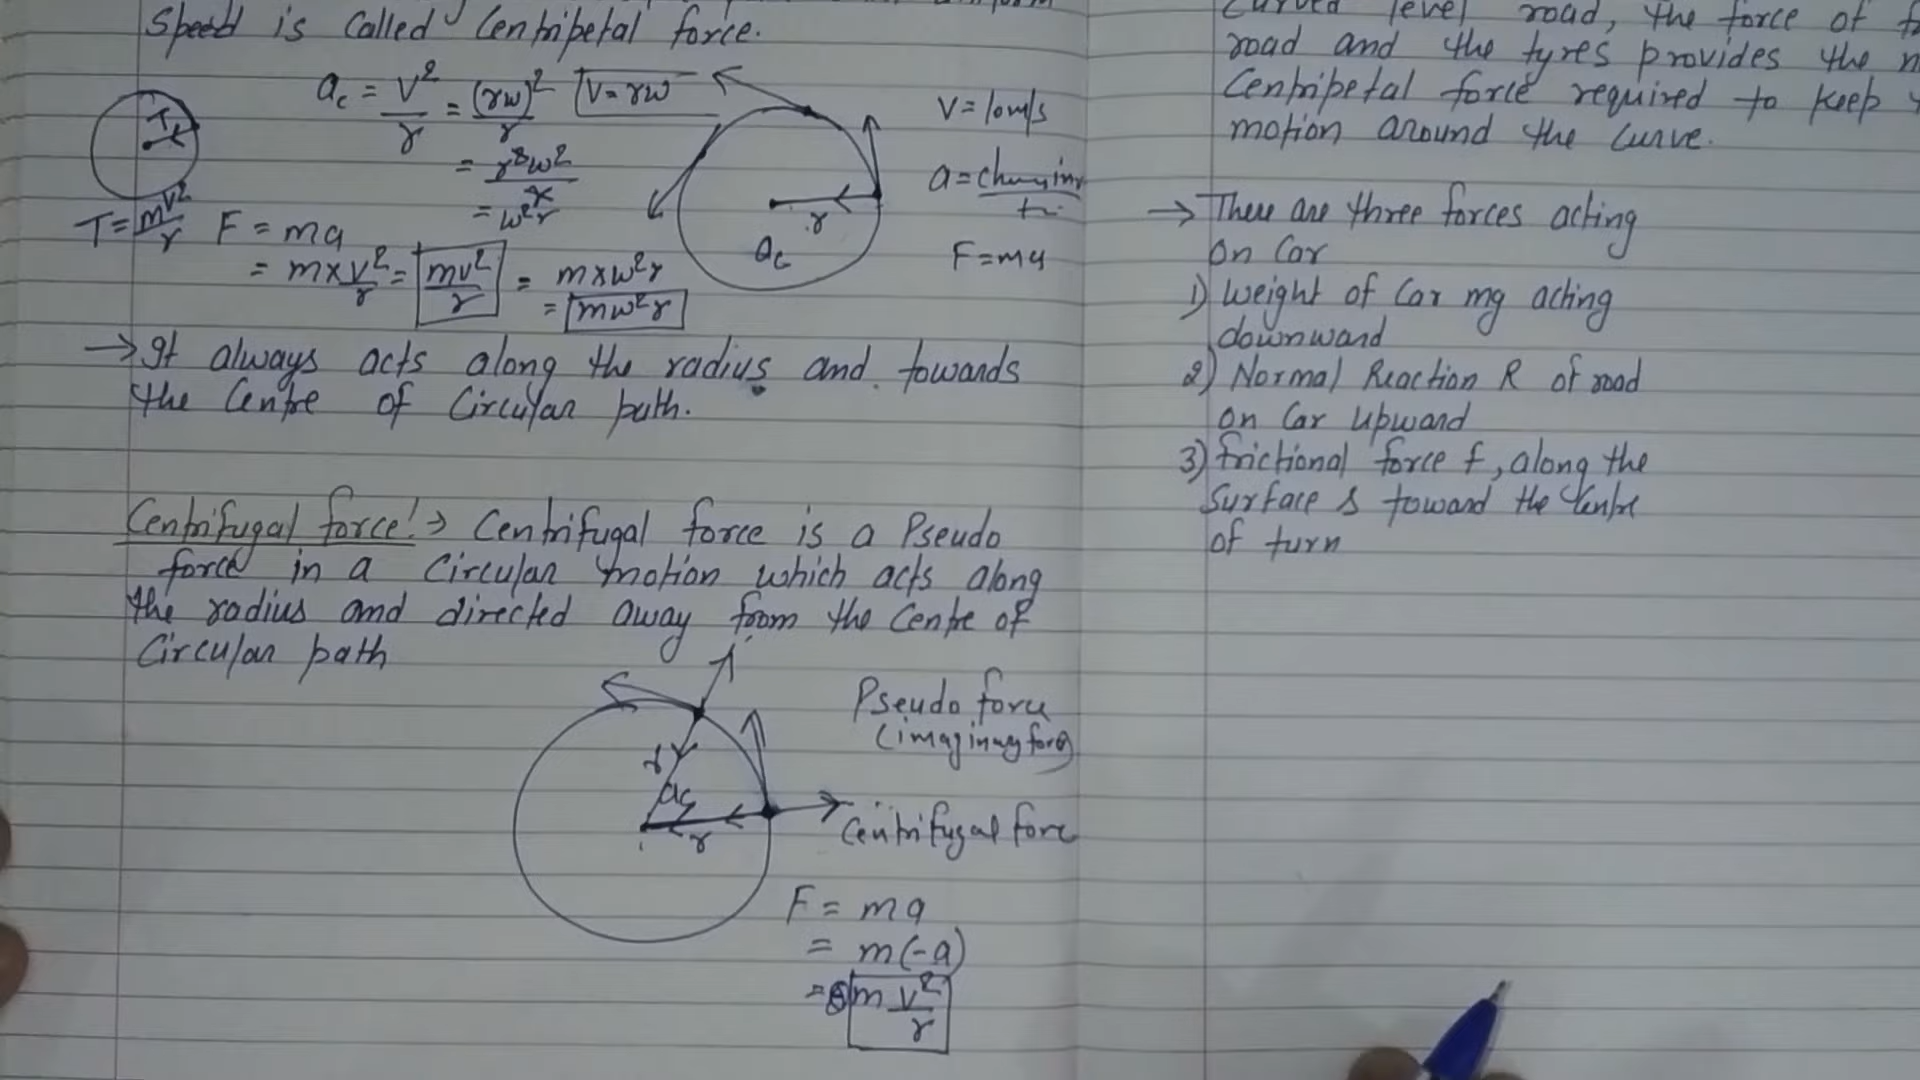 Speed is called Centripetal force.
ac = v²/r = (rω)²/r v=rω
= r²ω²/r
= ω²r
T
T = mv²/r
F = ma
= m×v²/r = mv²/r = m×ω²r
= mω²r
r
ac
V = 10m/s
a =
F = ma
→ It always acts along the radius and towards
the Centre of Circular path.
Centrifugal force:→ Centrifugal force is a Pseudo
force in a Circular motion which acts along
the radius and directed away from the Centre of
Circular path
r
ac
r
Pseudo force
(imaginary force)
Centrifugal force
F = ma
= m(-a)
= m v²/r
Curved level road, the force of
road and the tyres provides the
Centripetal force required to keep
motion around the curve.
→ There are three forces acting
on Car
1) Weight of Car mg acting
downward
2) Normal Reaction R of road
on Car upward
3) frictional force f, along the
Surface & toward the Centre
of turn